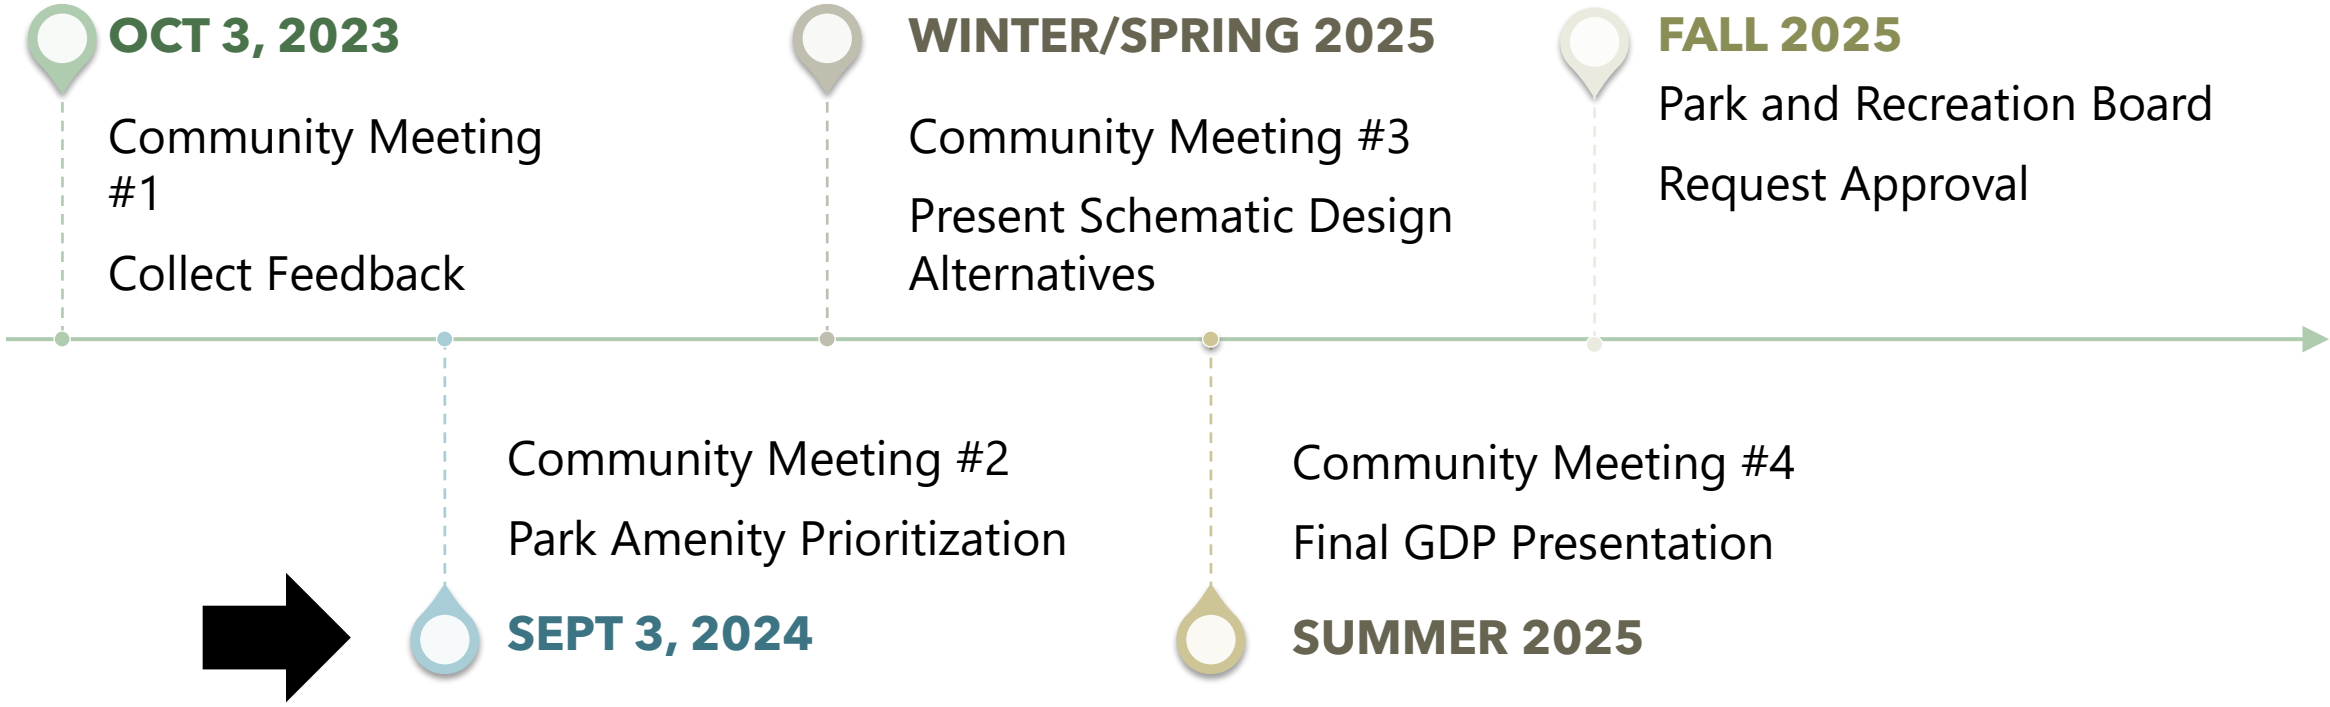 OCT 3, 2023
Community Meeting
#1
Collect Feedback
Community Meeting #2
Park Amenity Prioritization
SEPT 3, 2024
WINTER/SPRING 2025
Community Meeting #3
Present Schematic Design
Alternatives
Community Meeting #4
Final GDP Presentation
SUMMER 2025
FALL 2025
Park and Recreation Board
Request Approval